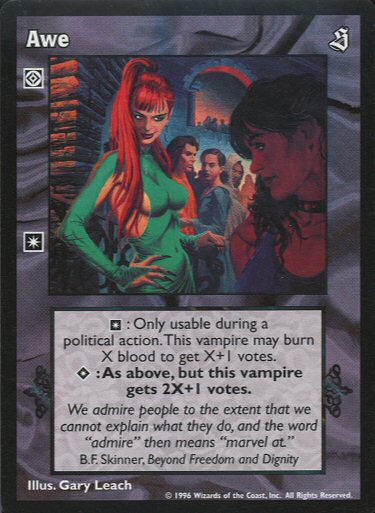 Awe
: Only usable during a
political action. This vampire may burn
X blood to get X+1 votes.
: As above, but this vampire
gets 2X+1 votes.
We admire people to the extent that we
cannot explain what they do, and the word
“admire” then means “marvel at.”
B.F. Skinner, Beyond Freedom and Dignity
Illus. Gary Leach
© 1996 Wizards of the Coast, Inc. All Rights Reserved.